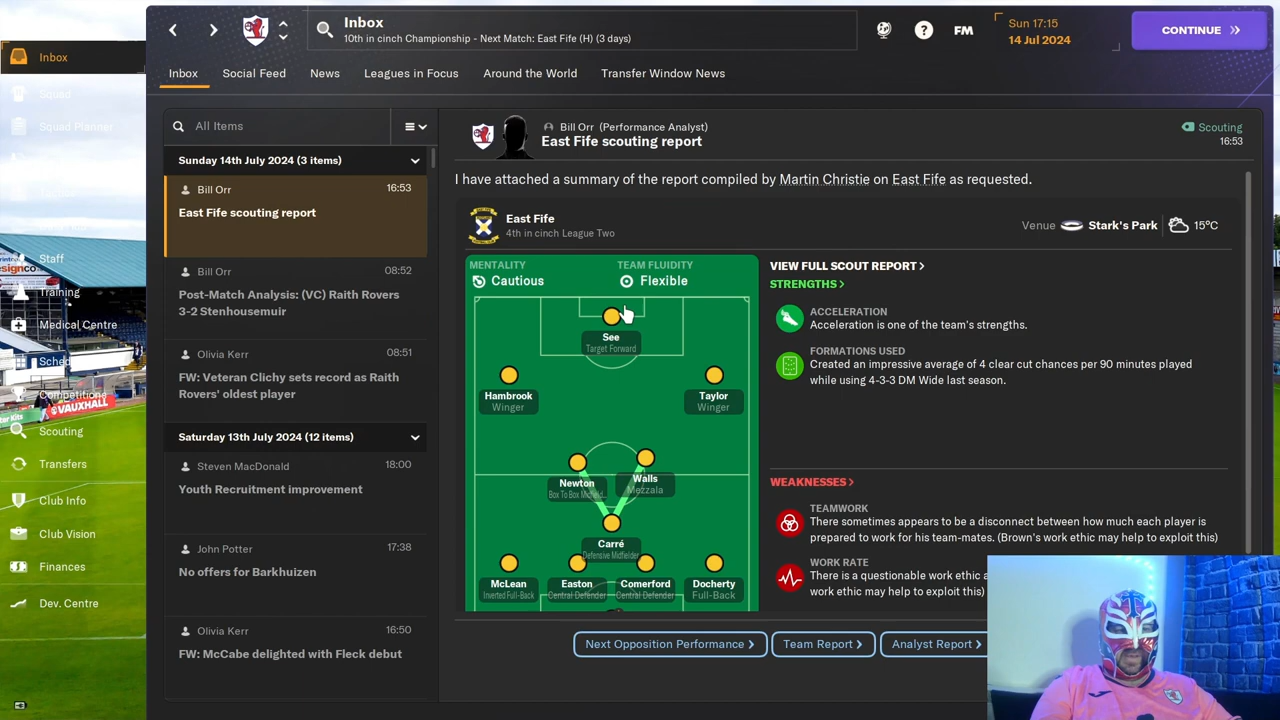 Inbox
10th in cinch Championship - Next Match: East Fife (H) (3 days)
?
FM
Sun 17:15
14 Jul 2024
CONTINUE
Inbox
Squad
Squad Planner
Staff
Training
Medical Centre
Sched
Competitions
VAUXHALL
Scouting
Transfers
Club Info
Club Vision
Finances
Dev. Centre
Inbox
Social Feed
News
Leagues in Focus
Around the World
Transfer Window News
All Items
Sunday 14th July 2024 (3 items)
Bill Orr
16:53
East Fife scouting report
Bill Orr
08:52
Post-Match Analysis: (VC) Raith Rovers
3-2 Stenhousemuir
Olivia Kerr
08:51
FW: Veteran Clichy sets record as Raith
Rovers' oldest player
Saturday 13th July 2024 (12 items)
Steven MacDonald
18:00
Youth Recruitment improvement
John Potter
17:38
No offers for Barkhuizen
Olivia Kerr
16:50
FW: McCabe delighted with Fleck debut
Bill Orr (Performance Analyst)
East Fife scouting report
Scouting
16:53
I have attached a summary of the report compiled by Martin Christie on East Fife as requested.
East Fife
4th in cinch League Two
Venue
Stark's Park
15°C
MENTALITY
Cautious
TEAM FLUIDITY
Flexible
See
Target Forward
Hambrook
Winger
Taylor
Winger
Newton
Box To Box Midfield...
Walls
Mezzala
Carré
Defensive Midfielder
McLean
Inverted Full-Back
Easton
Central Defender
Comerford
Central Defender
Docherty
Full-Back
VIEW FULL SCOUT REPORT
STRENGTHS
ACCELERATION
Acceleration is one of the team's strengths.
FORMATIONS USED
Created an impressive average of 4 clear cut chances per 90 minutes played
while using 4-3-3 DM Wide last season.
WEAKNESSES
TEAMWORK
There sometimes appears to be a disconnect between how much each player is
prepared to work for his team-mates. (Brown's work ethic may help to exploit this)
WORK RATE
There is a questionable work ethic a
work ethic may help to exploit this)
Next Opposition Performance
Team Report
Analyst Report